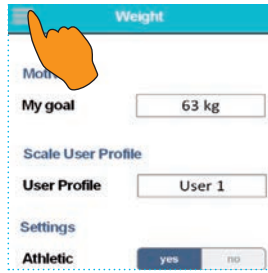 Weight
My goal
63 kg
Scale User Profile
User Profile
User 1
Settings
Athletic
yes
no